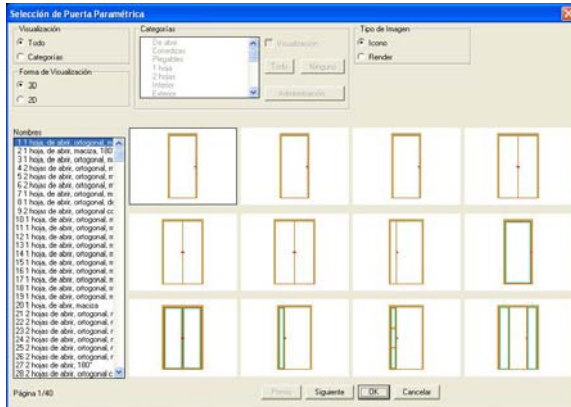 Selección de Puerta Paramétrica
Visualización
Todo
Categorías
Forma de Visualización
3D
2D
Categorías
De abrir
Corredizas
Plegables
1 hoja
2 hojas
Interior
Exterior
Visualización
Todo
Ninguno
Administración
Tipo de Imagen
Icono
Render
Nombres
1 1 hoja, de abrir, ortogonal, m
2 1 hoja, de abrir, maciza, 180°
3 1 hoja, de abrir, ortogonal, m
4 2 hojas de abrir, ortogonal, m
5 2 hojas de abrir, ortogonal, m
6 2 hojas de abrir, ortogonal, m
7 1 hoja, de abrir, ortogonal, m
8 1 hoja, de abrir, ortogonal, de
9 2 hojas de abrir, ortogonal co
10 1 hoja, de abrir, ortogonal, m
11 1 hoja, de abrir, ortogonal, m
12 1 hoja, de abrir, ortogonal, m
13 1 hoja, de abrir, ortogonal, m
14 1 hoja, de abrir, ortogonal, m
15 1 hoja, de abrir, ortogonal, m
16 1 hoja, de abrir, ortogonal, m
17 1 hoja, de abrir, ortogonal, m
18 1 hoja, de abrir, ortogonal, m
19 1 hoja, de abrir, ortogonal, m
20 1 hoja, de abrir, maciza
21 2 hojas de abrir, ortogonal, r
22 2 hojas de abrir, ortogonal, r
23 2 hojas de abrir, ortogonal, r
24 2 hojas de abrir, ortogonal, r
25 2 hojas de abrir, ortogonal, r
26 2 hojas de abrir, ortogonal, r
27 2 hojas de abrir, 180°
28 2 hojas de abrir, ortogonal c
Página 1/40
Previo
Siguiente
OK
Cancelar